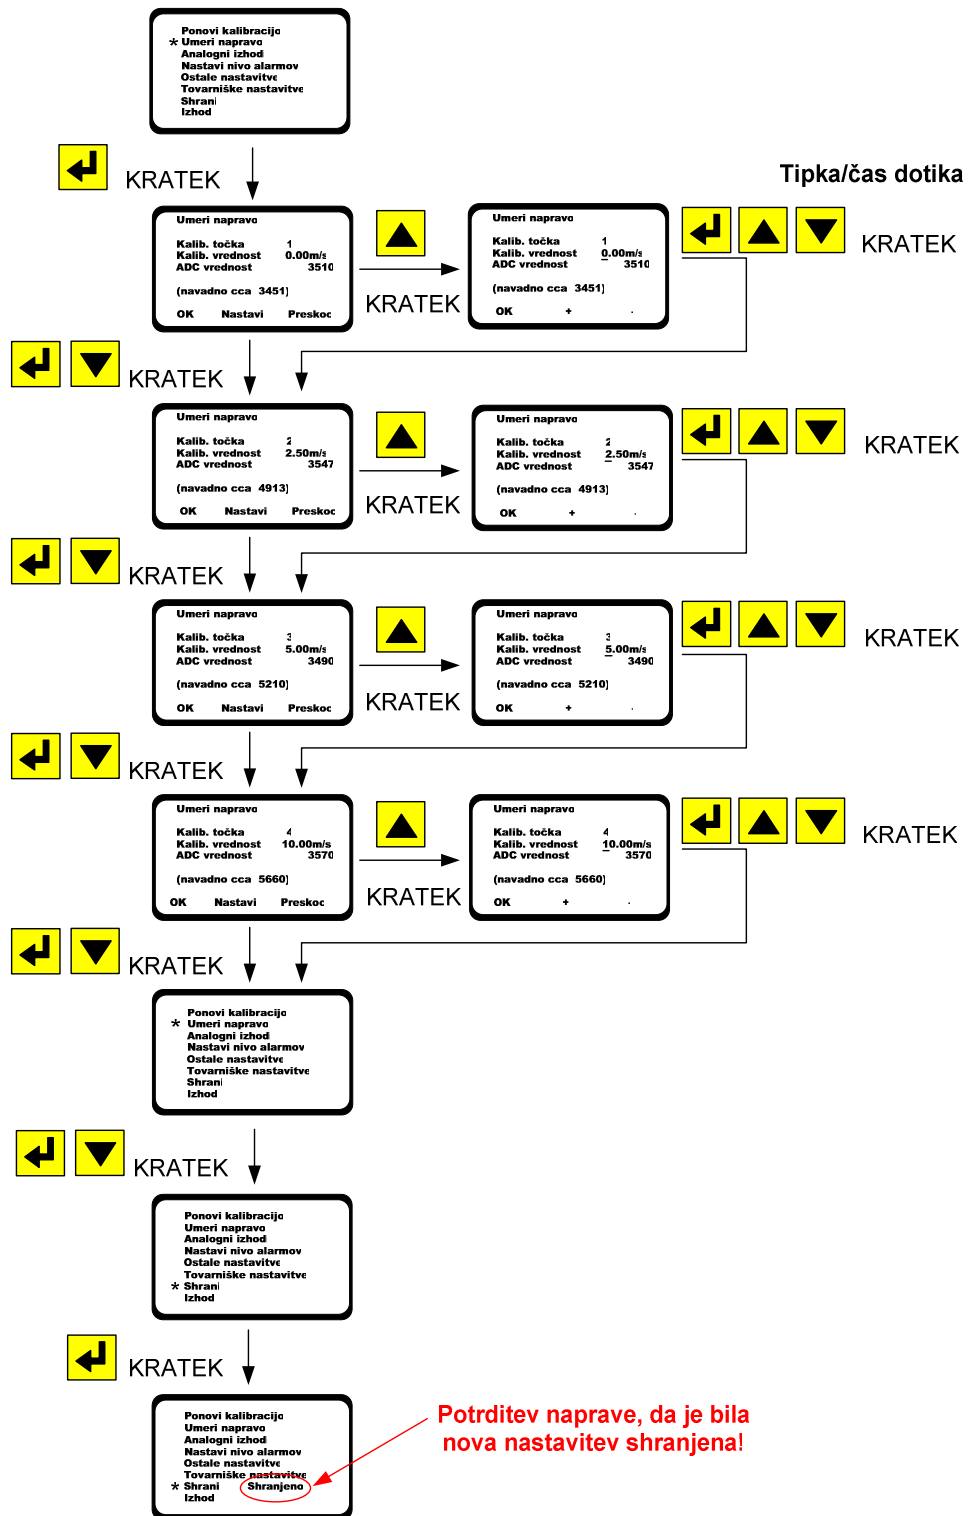 Ponovi kalibracijo
* Umeri napravo
Analogni izhod
Nastavi nivo alarmov
Ostale nastavitve
Tovarniške nastavitve
Shrani
Izhod
KRATEK
Tipka/čas dotika
Umeri napravo
Kalib. točka 1
Kalib. vrednost 0.00m/s
ADC vrednost 3510
(navadno cca 3451)
OK Nastavi Preskoc
KRATEK
Umeri napravo
Kalib. točka 1
Kalib. vrednost 0.00m/s
ADC vrednost 3510
(navadno cca 3451)
OK + .
KRATEK
KRATEK
Umeri napravo
Kalib. točka 2
Kalib. vrednost 2.50m/s
ADC vrednost 3547
(navadno cca 4913)
OK Nastavi Preskoc
KRATEK
Umeri napravo
Kalib. točka 2
Kalib. vrednost 2.50m/s
ADC vrednost 3547
(navadno cca 4913)
OK + .
KRATEK
KRATEK
Umeri napravo
Kalib. točka 3
Kalib. vrednost 5.00m/s
ADC vrednost 3490
(navadno cca 5210)
OK Nastavi Preskoc
KRATEK
Umeri napravo
Kalib. točka 3
Kalib. vrednost 5.00m/s
ADC vrednost 3490
(navadno cca 5210)
OK + .
KRATEK
KRATEK
Umeri napravo
Kalib. točka 4
Kalib. vrednost 10.00m/s
ADC vrednost 3570
(navadno cca 5660)
OK Nastavi Preskoc
KRATEK
Umeri napravo
Kalib. točka 4
Kalib. vrednost 10.00m/s
ADC vrednost 3570
(navadno cca 5660)
OK + .
KRATEK
KRATEK
Ponovi kalibracijo
* Umeri napravo
Analogni izhod
Nastavi nivo alarmov
Ostale nastavitve
Tovarniške nastavitve
Shrani
Izhod
KRATEK
Ponovi kalibracijo
Umeri napravo
Analogni izhod
Nastavi nivo alarmov
Ostale nastavitve
Tovarniške nastavitve
* Shrani
Izhod
KRATEK
Ponovi kalibracijo
Umeri napravo
Analogni izhod
Nastavi nivo alarmov
Ostale nastavitve
Tovarniške nastavitve
* Shrani Shranjeno
Izhod
Potrditev naprave, da je bila
nova nastavitev shranjena!